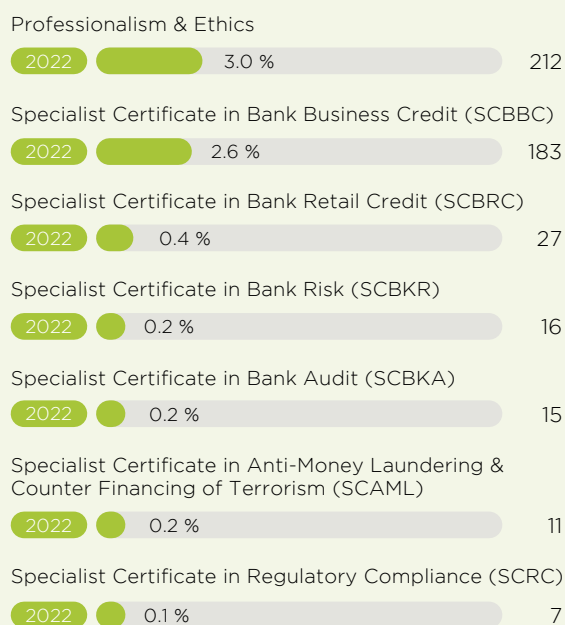 Professionalism & Ethics
2022 3.0 % 212
Specialist Certificate in Bank Business Credit (SCBBC)
2022 2.6 % 183
Specialist Certificate in Bank Retail Credit (SCBRC)
2022 0.4 % 27
Specialist Certificate in Bank Risk (SCBKR)
2022 0.2 % 16
Specialist Certificate in Bank Audit (SCBKA)
2022 0.2 % 15
Specialist Certificate in Anti-Money Laundering &
Counter Financing of Terrorism (SCAML)
2022 0.2 % 11
Specialist Certificate in Regulatory Compliance (SCRC)
2022 0.1 % 7